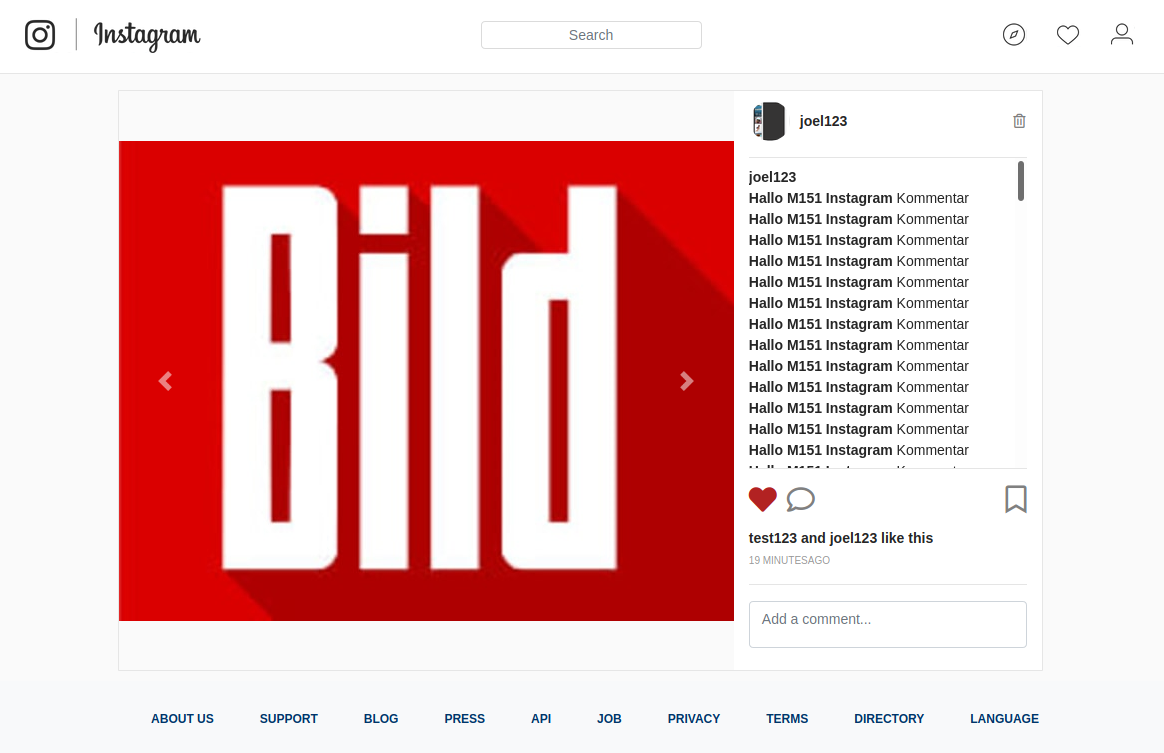 Instagram
Search
Bild
joel123
joel123
Hallo M151 Instagram Kommentar
Hallo M151 Instagram Kommentar
Hallo M151 Instagram Kommentar
Hallo M151 Instagram Kommentar
Hallo M151 Instagram Kommentar
Hallo M151 Instagram Kommentar
Hallo M151 Instagram Kommentar
Hallo M151 Instagram Kommentar
Hallo M151 Instagram Kommentar
Hallo M151 Instagram Kommentar
Hallo M151 Instagram Kommentar
Hallo M151 Instagram Kommentar
Hallo M151 Instagram Kommentar
Hallo M151 Instagram Kommentar
test123 and joel123 like this
19 MINUTESAGO
Add a comment...
ABOUT US SUPPORT BLOG PRESS API JOB PRIVACY TERMS DIRECTORY LANGUAGE